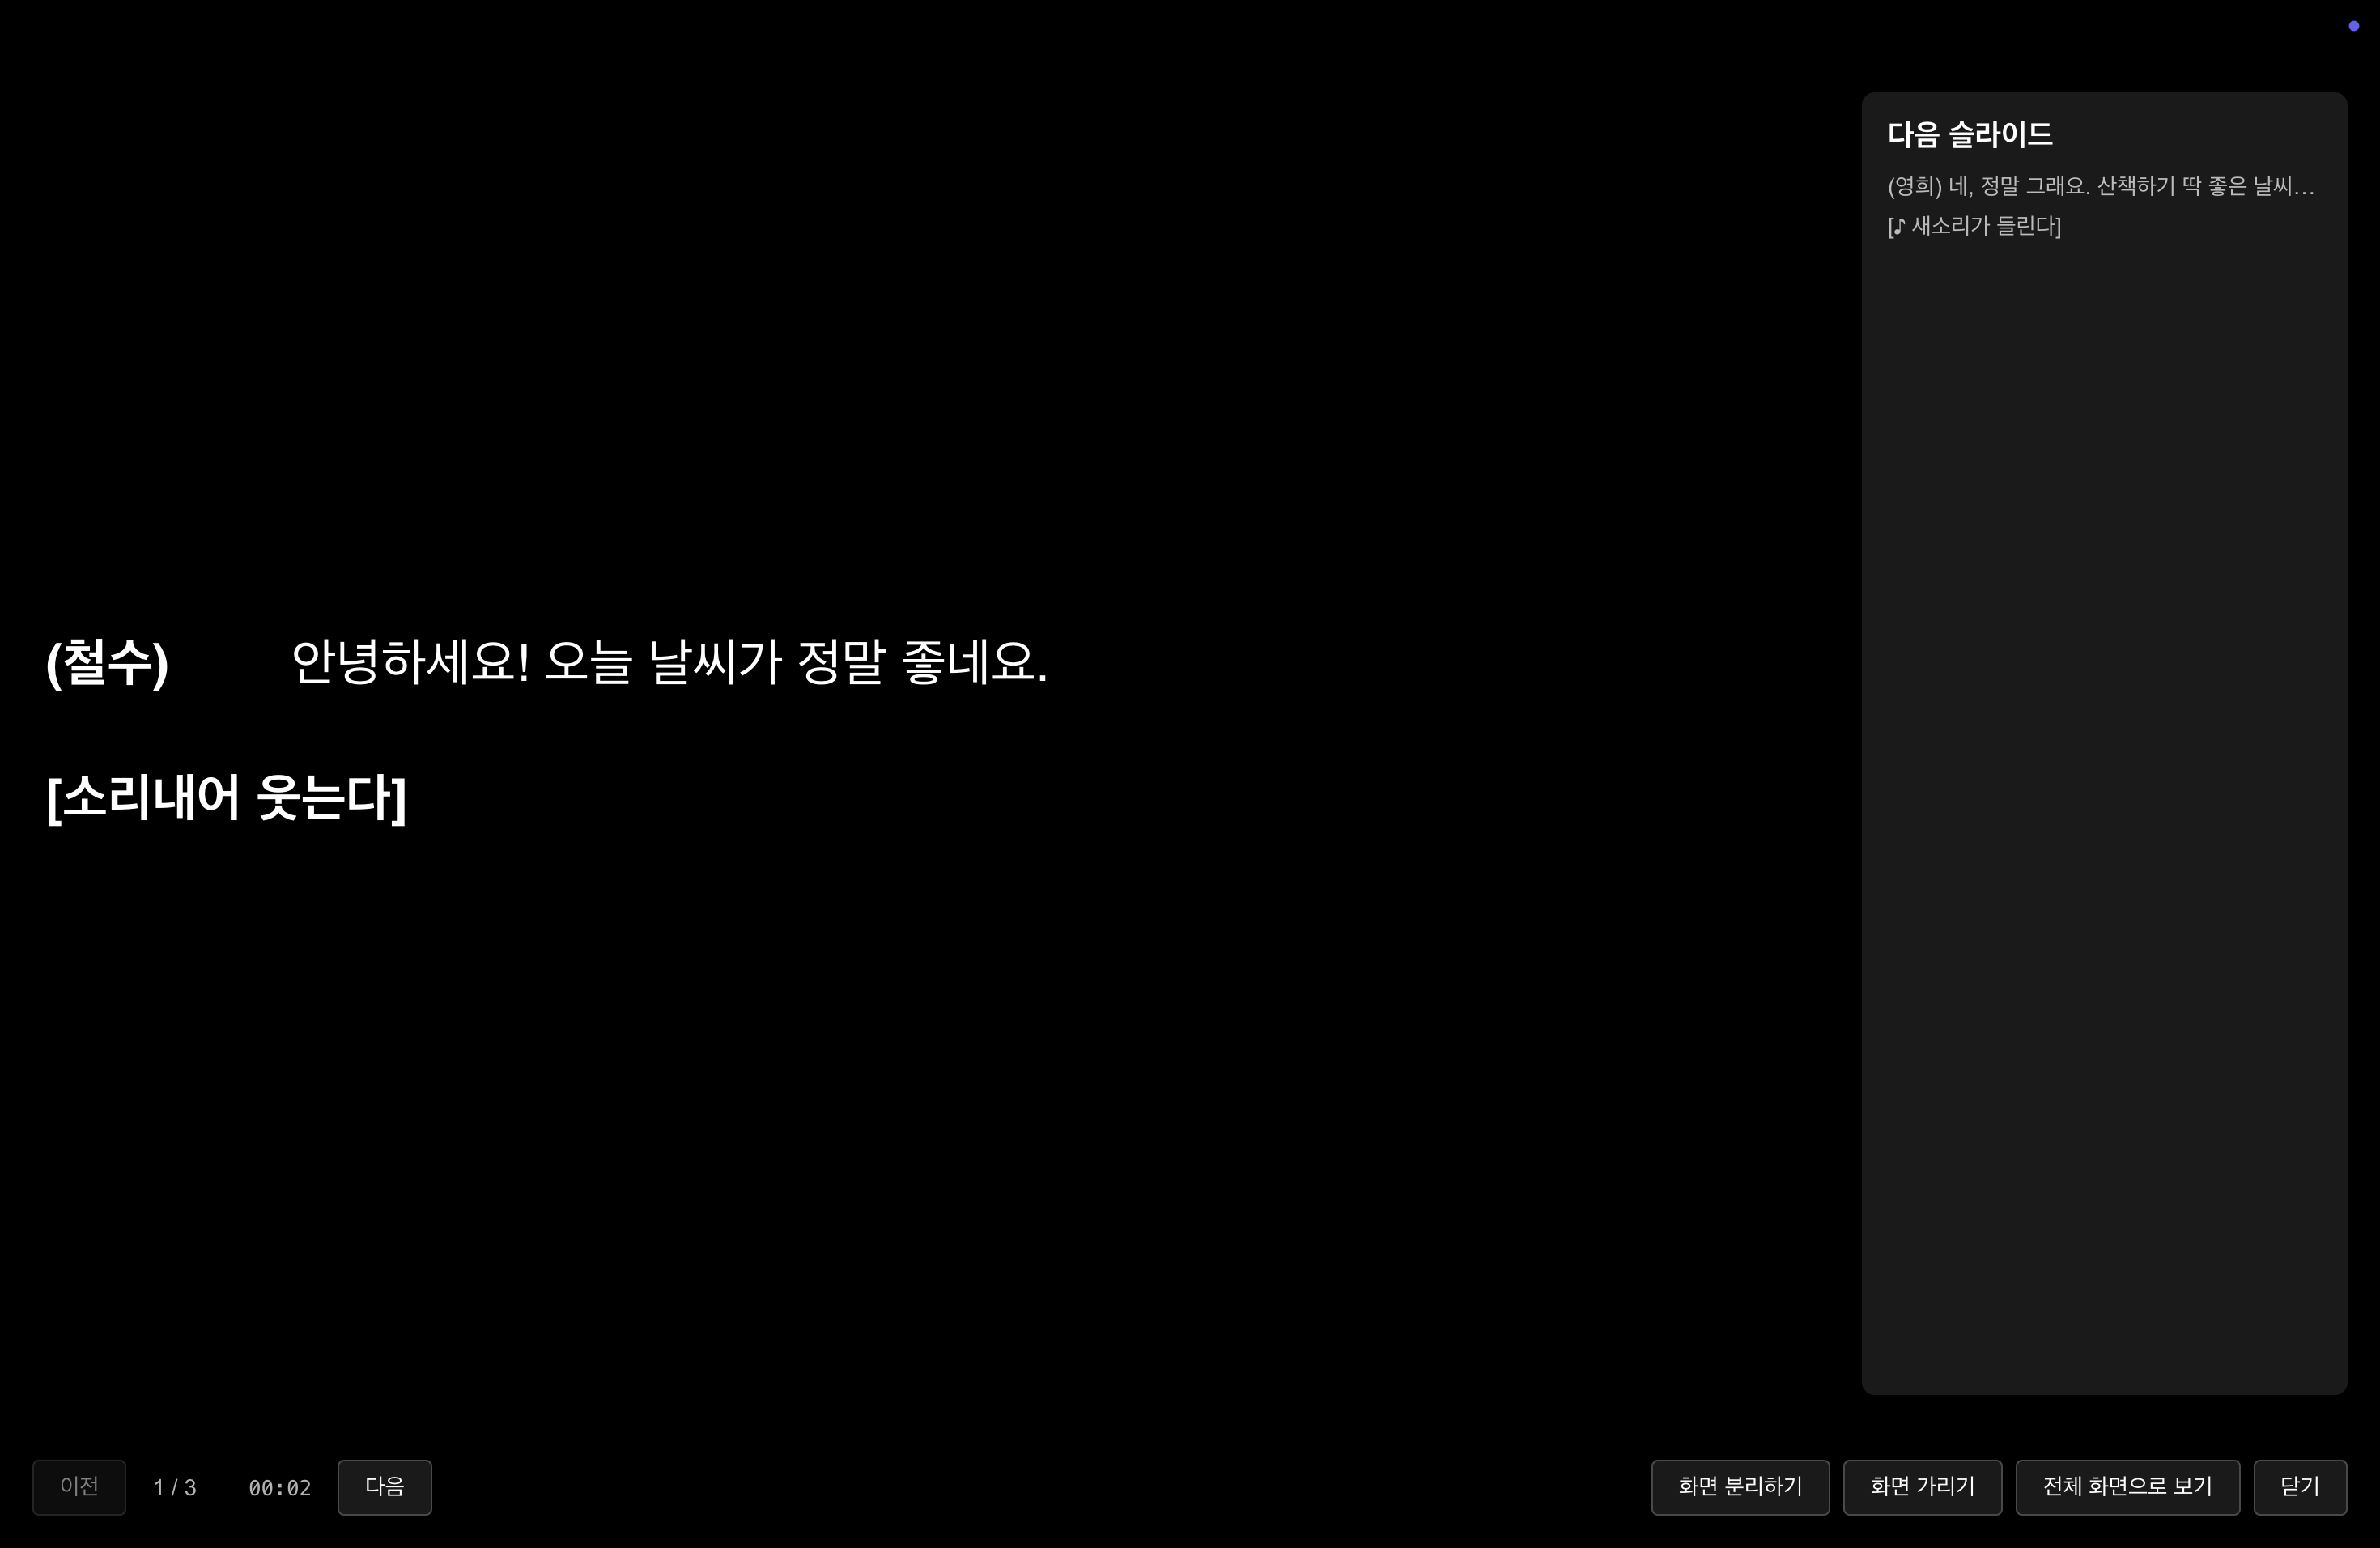 다음 슬라이드
(영희) 네, 정말 그래요. 산책하기 딱 좋은 날씨...
[♪ 새소리가 들린다]
(철수) 안녕하세요! 오늘 날씨가 정말 좋네요.
[소리내어 웃는다]
이전 1 / 3 00:02 다음 화면 분리하기 화면 가리기 전체 화면으로 보기 닫기